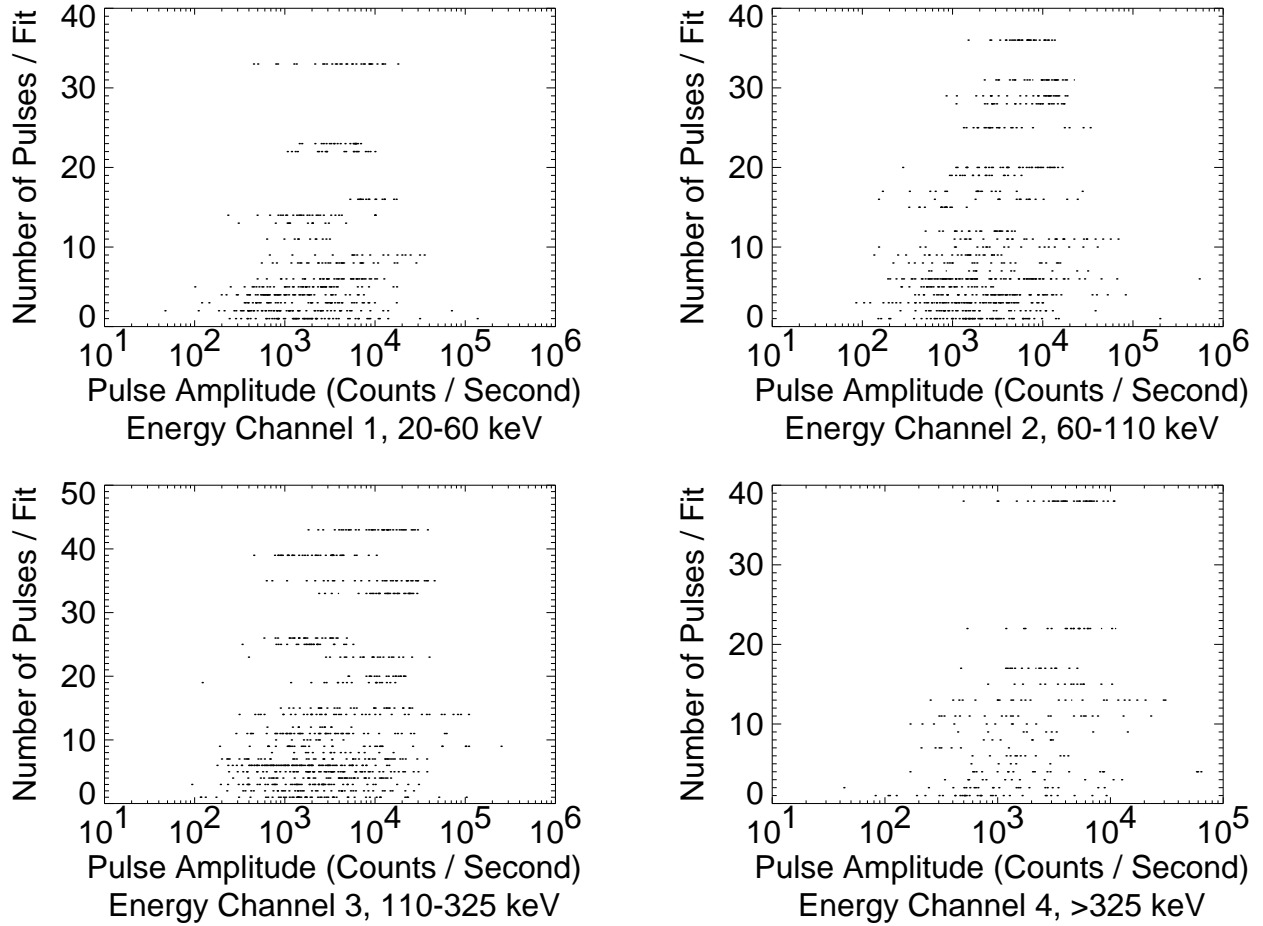 40
30
20
10
0
Number of Pulses / Fit
10^1 10^2 10^3 10^4 10^5 10^6
Pulse Amplitude (Counts / Second)
Energy Channel 1, 20-60 keV
40
30
20
10
0
Number of Pulses / Fit
10^1 10^2 10^3 10^4 10^5 10^6
Pulse Amplitude (Counts / Second)
Energy Channel 2, 60-110 keV
50
40
30
20
10
0
Number of Pulses / Fit
10^1 10^2 10^3 10^4 10^5 10^6
Pulse Amplitude (Counts / Second)
Energy Channel 3, 110-325 keV
40
30
20
10
0
Number of Pulses / Fit
10^1 10^2 10^3 10^4 10^5
Pulse Amplitude (Counts / Second)
Energy Channel 4, >325 keV